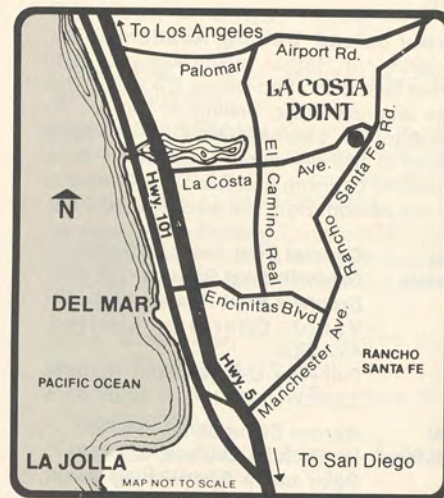 To Los Angeles
Airport Rd.
Palomar
LA COSTA
POINT
El Camino Real
La Costa Ave.
Rancho Santa Fe Rd.
Hwy. 101
N
Encinitas Blvd.
DEL MAR
Hwy. 5
Manchester Ave.
RANCHO
SANTA FE
PACIFIC OCEAN
LA JOLLA
To San Diego
MAP NOT TO SCALE